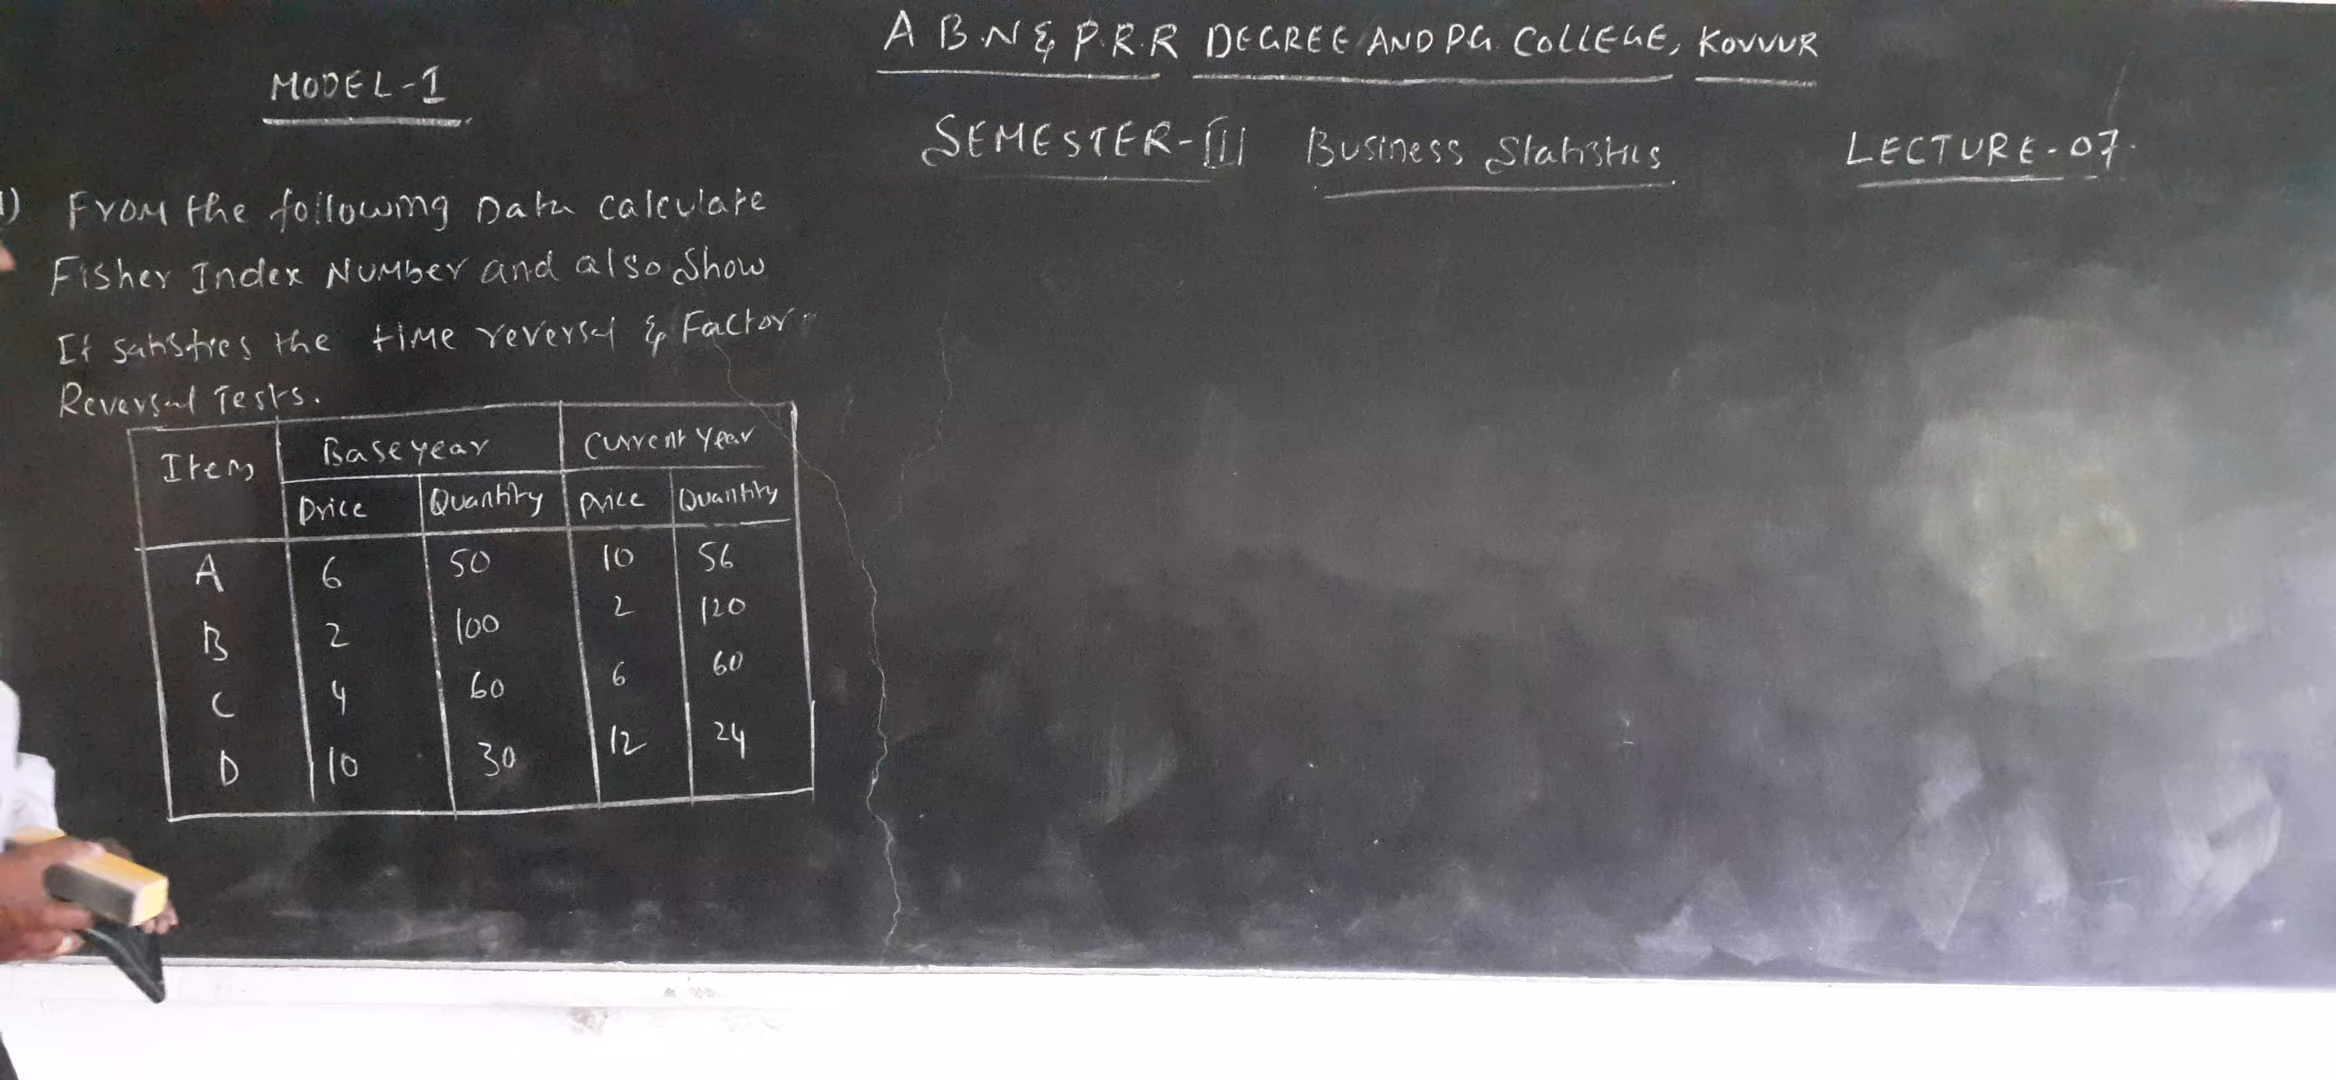 A B.N & P.R.R DEGREE AND P.G. COLLEGE, KOVVUR
SEMESTER-III Business Statistics LECTURE-07.
MODEL-1
1) From the following Data calculate
Fisher Index Number and also show
It satisfies the time reversal & Factor
Reversal Tests.
Items Base year Current Year
Price Quantity Price Quantity
A 6 50 10 56
B 2 100 2 120
C 4 60 6 60
D 10 30 12 24